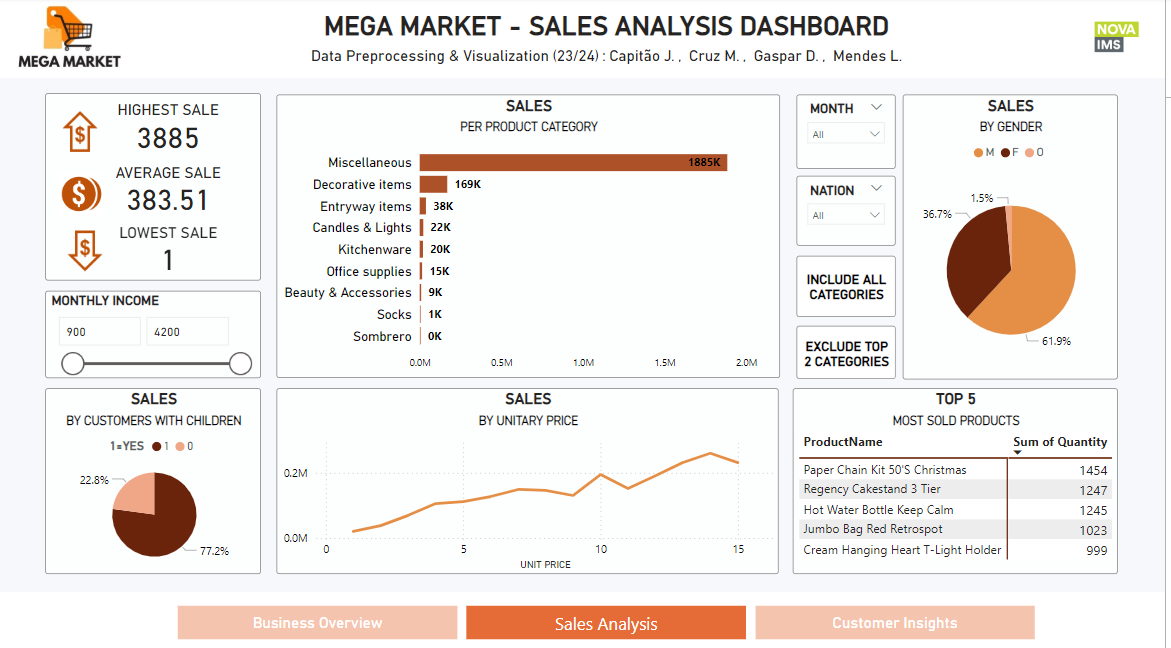 MEGA MARKET
MEGA MARKET - SALES ANALYSIS DASHBOARD
Data Preprocessing & Visualization (23/24) : Capitão J. , Cruz M. , Gaspar D. , Mendes L.
NOVA
IMS
HIGHEST SALE
3885
AVERAGE SALE
383.51
LOWEST SALE
1
MONTHLY INCOME
900
4200
SALES
PER PRODUCT CATEGORY
Miscellaneous 1885K
Decorative items 169K
Entryway items 38K
Candles & Lights 22K
Kitchenware 20K
Office supplies 15K
Beauty & Accessories 9K
Socks 1K
Sombrero 0K
0.0M 0.5M 1.0M 1.5M 2.0M
MONTH
All
NATION
All
INCLUDE ALL
CATEGORIES
EXCLUDE TOP
2 CATEGORIES
SALES
BY GENDER
M F O
1.5%
36.7%
61.9%
SALES
BY CUSTOMERS WITH CHILDREN
1=YES 1 0
22.8%
77.2%
SALES
BY UNITARY PRICE
0.2M
0.0M
0 5 10 15
UNIT PRICE
TOP 5
MOST SOLD PRODUCTS
ProductName Sum of Quantity
Paper Chain Kit 50'S Christmas 1454
Regency Cakestand 3 Tier 1247
Hot Water Bottle Keep Calm 1245
Jumbo Bag Red Retrospot 1023
Cream Hanging Heart T-Light Holder 999
Business Overview
Sales Analysis
Customer Insights